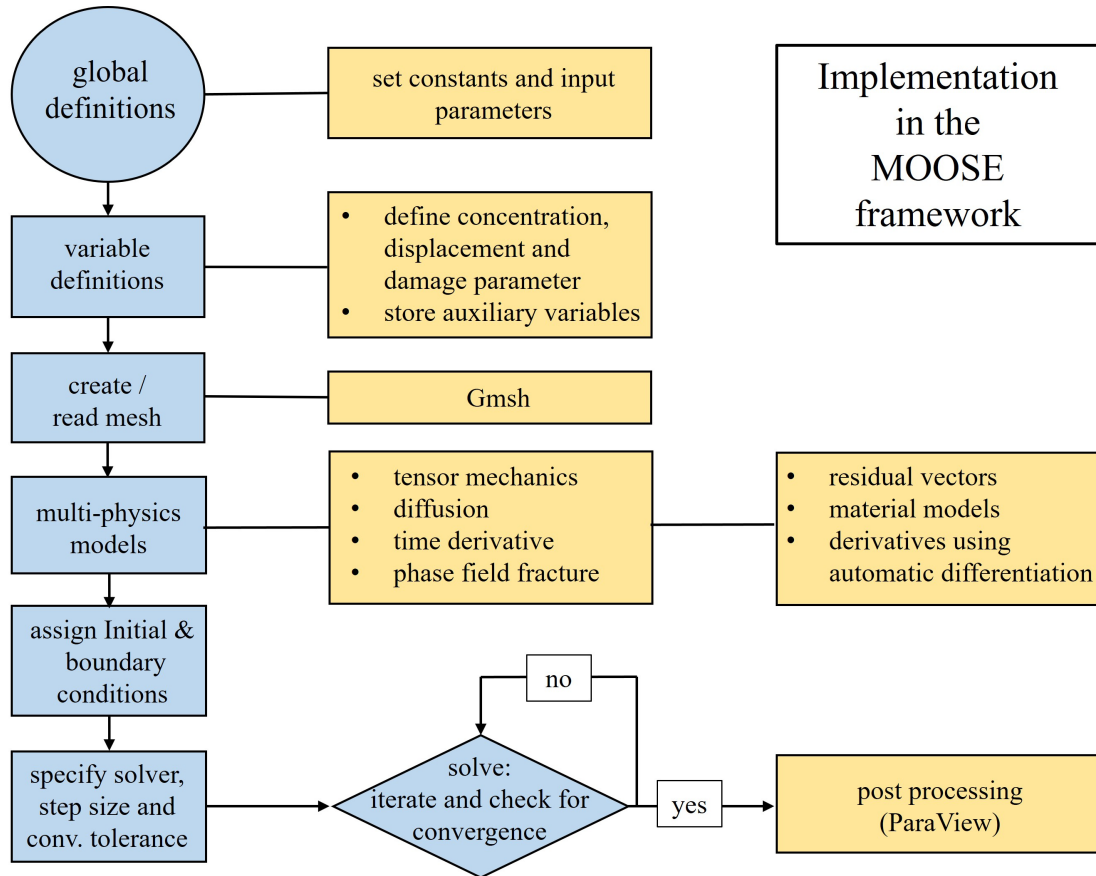 global
definitions
set constants and input
parameters
Implementation
in the
MOOSE
framework
variable
definitions
• define concentration,
displacement and
damage parameter
• store auxiliary variables
create /
read mesh
Gmsh
multi-physics
models
• tensor mechanics
• diffusion
• time derivative
• phase field fracture
• residual vectors
• material models
• derivatives using
automatic differentiation
assign Initial &
boundary
conditions
no
specify solver,
step size and
conv. tolerance
solve:
iterate and check for
convergence
yes
post processing
(ParaView)